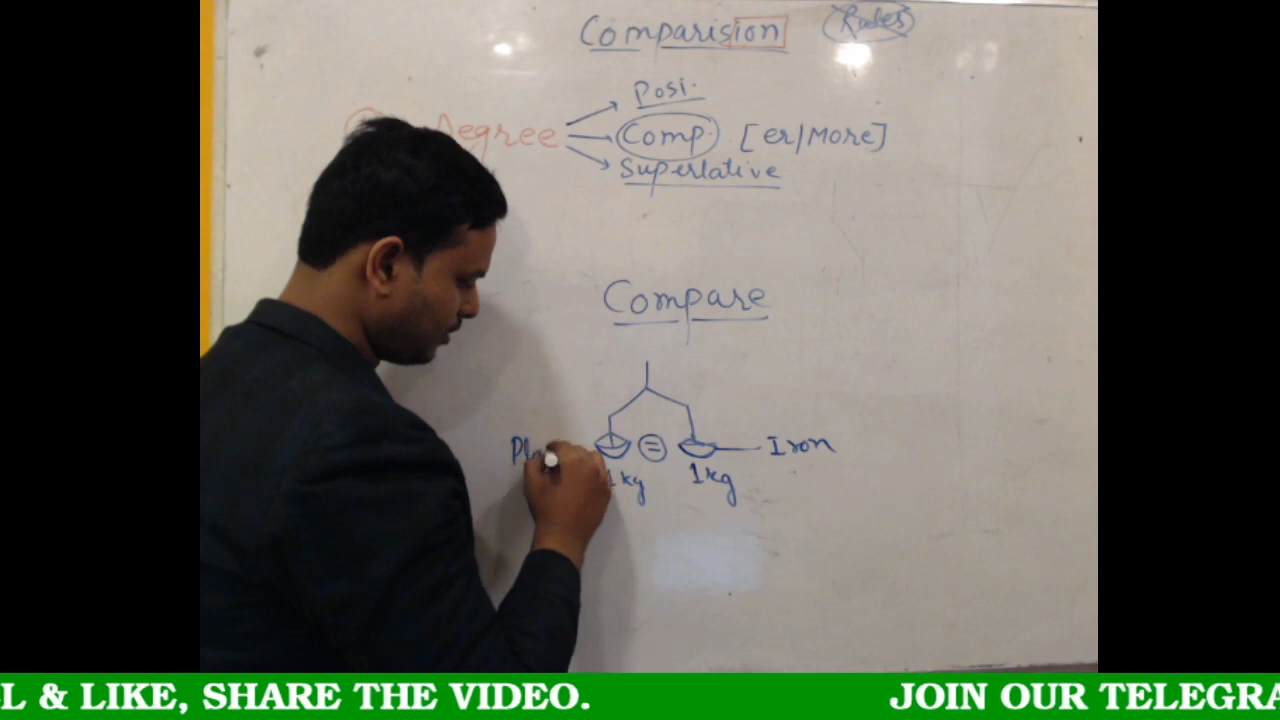 Comparision
Rules
Posi.
Degree
Comp. [er/More]
Superlative
Compare
=
Iron
1kg 1kg
L & LIKE, SHARE THE VIDEO. JOIN OUR TELEGRA